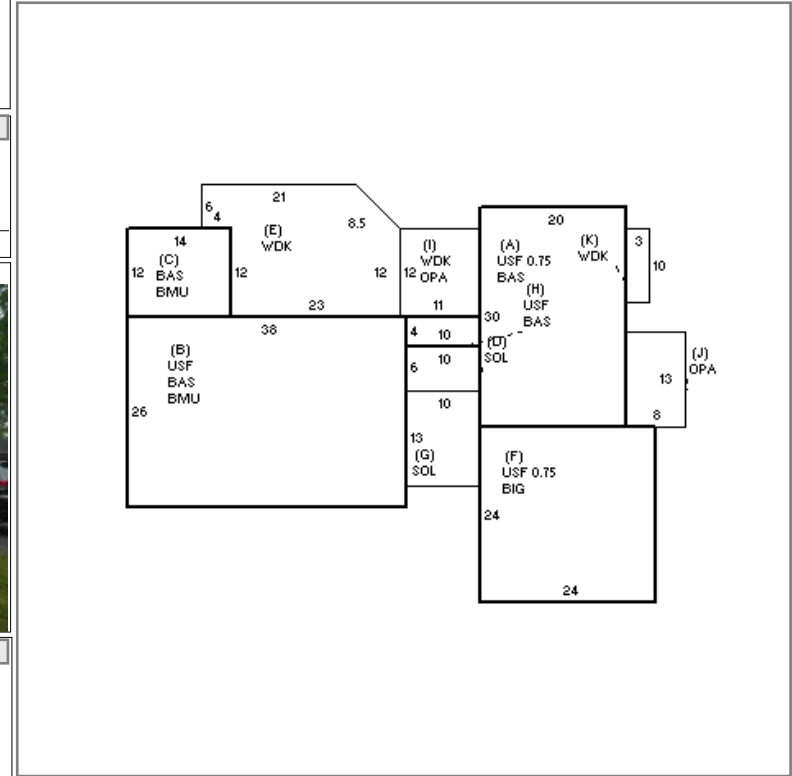 21
6
4
8.5
(E)
WDK
20
14
(C)
BAS
BMU
12
12
12
12
(I)
WDK
OPA
(A)
USF 0.75
BAS
(K)
WDK
3
10
(H)
USF
BAS
23
11
30
38
4
10
(D)
SOL
(B)
USF
BAS
BMU
6
10
(J)
OPA
13
26
10
8
13
(G)
SOL
(F)
USF 0.75
BIG
24
24